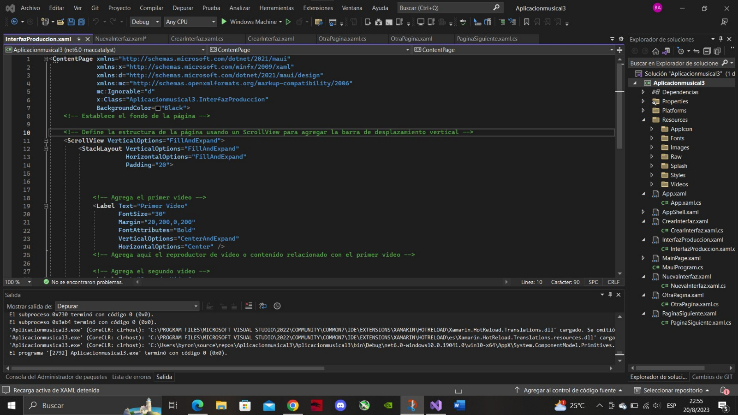 Archivo Editar Ver Git Proyecto Compilar Depurar Prueba Analizar Herramientas Extensiones Ventana Ayuda Buscar (Ctrl+Q) Aplicacionmusical3
Debug Any CPU Windows Machine
InterfazProduccion.xaml NuevaInterfaz.xaml* CrearInterfaz.xaml.cs CrearInterfaz.xaml OtraPagina.xaml.cs OtraPagina.xaml PaginaSiguiente.xaml.cs
Aplicacionmusical3 (net6.0-maccatalyst) ContentPage ContentPage
1 <ContentPage xmlns="http://schemas.microsoft.com/dotnet/2021/maui"
2 xmlns:x="http://schemas.microsoft.com/winfx/2009/xaml"
3 xmlns:d="http://schemas.microsoft.com/dotnet/2021/maui/design"
4 xmlns:mc="http://schemas.openxmlformats.org/markup-compatibility/2006"
5 mc:Ignorable="d"
6 x:Class="Aplicacionmusical3.InterfazProduccion"
7 BackgroundColor="Black">
8 <!-- Establece el fondo de la página -->
9
10 <!-- Define la estructura de la página usando un ScrollView para agregar la barra de desplazamiento vertical -->
11 <ScrollView VerticalOptions="FillAndExpand">
12 <StackLayout VerticalOptions="FillAndExpand"
13 HorizontalOptions="FillAndExpand"
14 Padding="20">
15
16
17
18 <!-- Agrega el primer video -->
19 <Label Text="Primer Video"
20 FontSize="30"
21 Margin="20,200,0,200"
22 FontAttributes="Bold"
23 VerticalOptions="CenterAndExpand"
24 HorizontalOptions="Center" />
25 <!-- Agrega aquí el reproductor de video o contenido relacionado con el primer video -->
26
27 <!-- Agrega el segundo video -->
100 % No se encontraron problemas. Línea: 10 Carácter: 90 SPC CRLF
Salida
Mostrar salida de: Depurar
El subproceso 0x730 terminó con código 0 (0x0).
El subproceso 0x3ab4 terminó con código 0 (0x0).
'Aplicacionmusical3.exe' (CoreCLR: clrhost): 'C:\PROGRAM FILES\MICROSOFT VISUAL STUDIO\2022\COMMUNITY\COMMON7\IDE\EXTENSIONS\XAMARIN\HOTRELOAD\Xamarin.HotReload.Translations.dll' cargado. Se omitió
'Aplicacionmusical3.exe' (CoreCLR: clrhost): 'C:\PROGRAM FILES\MICROSOFT VISUAL STUDIO\2022\COMMUNITY\COMMON7\IDE\EXTENSIONS\XAMARIN\HOTRELOAD\Xamarin.HotReload.Translations.resources.dll' cargad
'Aplicacionmusical3.exe' (CoreCLR: clrhost): 'C:\Users\byron\source\repos\Aplicacionmusical3\Aplicacionmusical3\bin\Debug\net6.0-windows10.0.19041.0\win10-x64\AppX\System.ComponentModel.Primitives.
El programa '[2732] Aplicacionmusical3.exe' terminó con código 0 (0x0).
Consola del Administrador de paquetes Lista de errores Salida
Explorador de soluciones
Buscar en Explorador de solucione
Solución "Aplicacionmusical3" (1 d
Aplicacionmusical3
Dependencias
Properties
Platforms
Resources
AppIcon
Fonts
Images
Raw
Splash
Styles
Videos
App.xaml
App.xaml.cs
AppShell.xaml
CrearInterfaz.xaml
CrearInterfaz.xaml.cs
InterfazProduccion.xaml
InterfazProduccion.xaml.cs
MainPage.xaml
MauiProgram.cs
NuevaInterfaz.xaml
NuevaInterfaz.xaml.cs
OtraPagina.xaml
OtraPagina.xaml.cs
PaginaSiguiente.xaml
PaginaSiguiente.xaml.cs
Explorador de soluc... Cambios de GIT
Recarga activa de XAML detenida Agregar al control de código fuente Seleccionar repositorio
Buscar 25°C ESP 22:55
20/8/2023